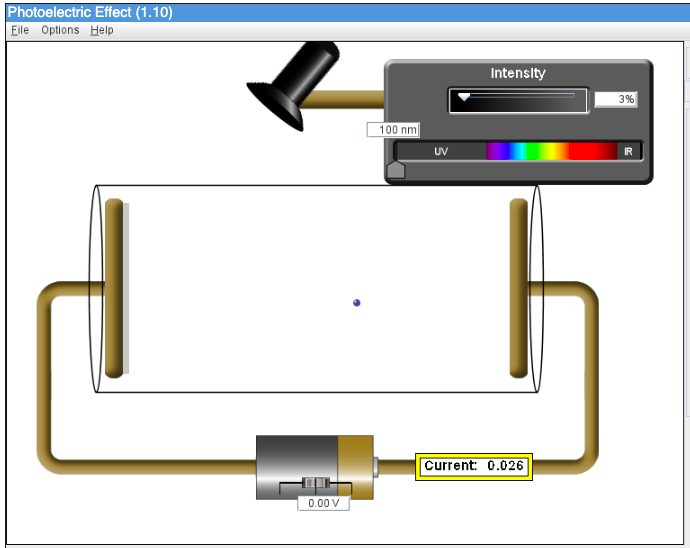 Photoelectric Effect (1.10)
File Options Help
Intensity
3%
100 nm
UV IR
Current: 0.026
0.00 V